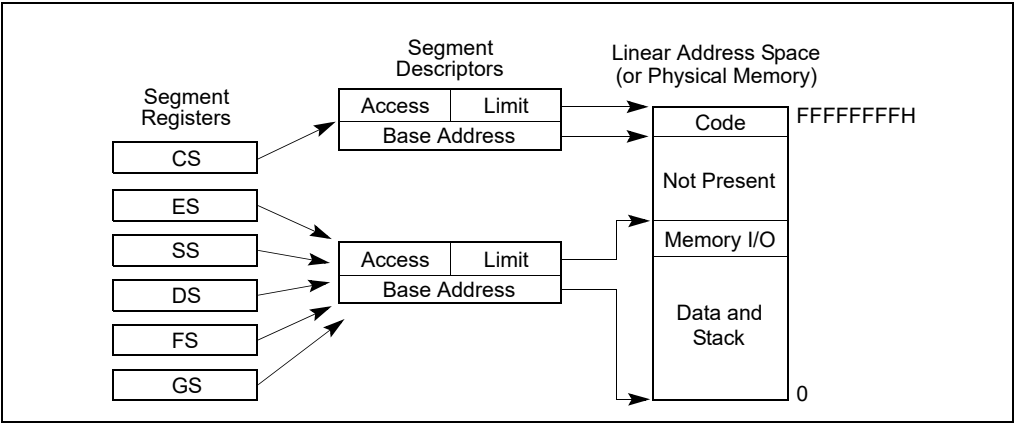 Segment
Registers
CS
ES
SS
DS
FS
GS
Segment
Descriptors
Access Limit
Base Address
Access Limit
Base Address
Linear Address Space
(or Physical Memory)
Code
FFFFFFFFH
Not Present
Memory I/O
Data and
Stack
0